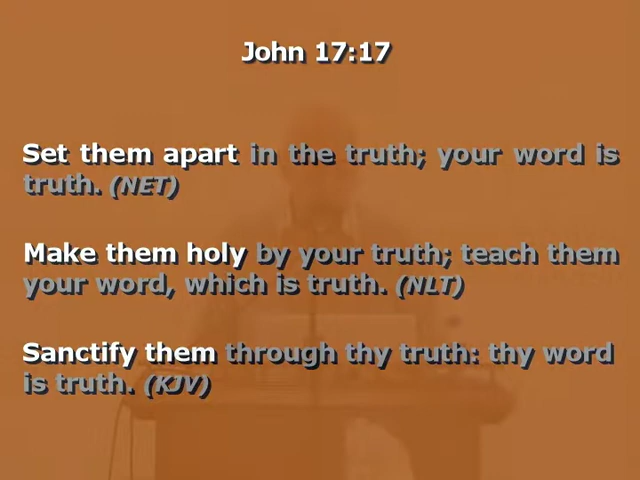 John 17:17
Set them apart in the truth; your word is
truth. (NET)
Make them holy by your truth; teach them
your word, which is truth. (NLT)
Sanctify them through thy truth: thy word
is truth. (KJV)